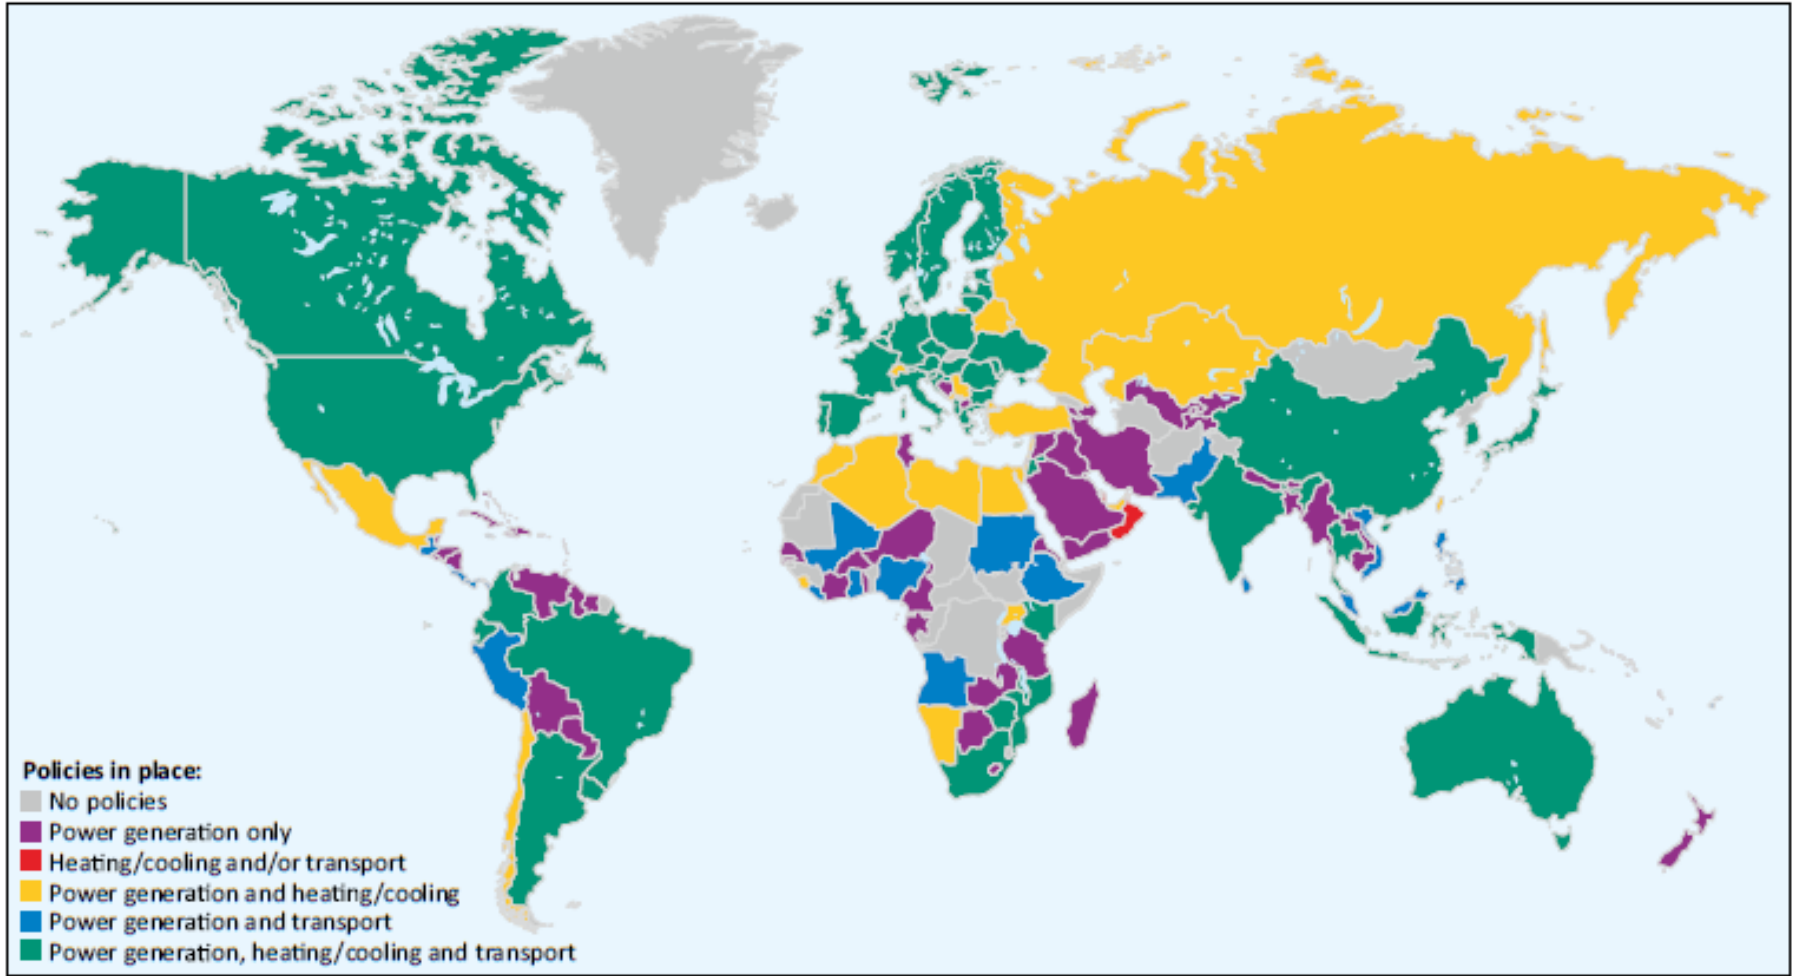 Policies in place:
No policies
Power generation only
Heating/cooling and/or transport
Power generation and heating/cooling
Power generation and transport
Power generation, heating/cooling and transport